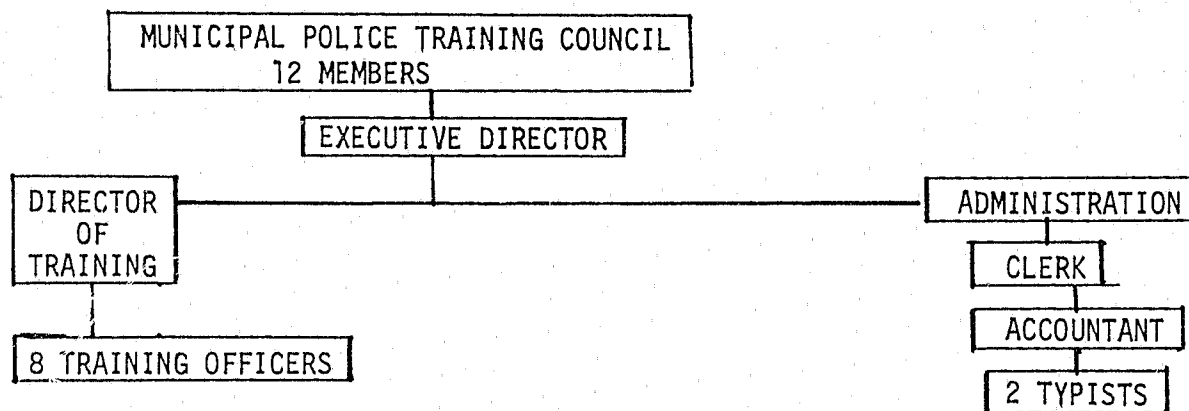 MUNICIPAL POLICE TRAINING COUNCIL
12 MEMBERS
EXECUTIVE DIRECTOR
DIRECTOR
OF
TRAINING
ADMINISTRATION
CLERK
ACCOUNTANT
8 TRAINING OFFICERS
2 TYPISTS